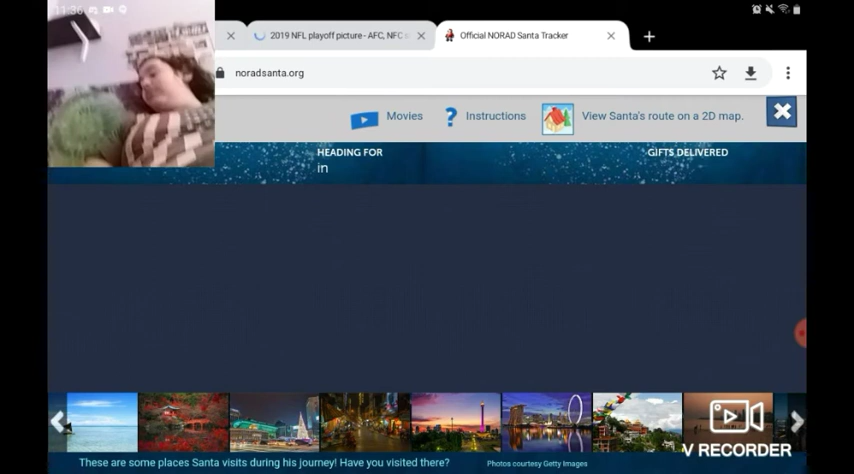 11:36
2019 NFL playoff picture - AFC, NFC
Official NORAD Santa Tracker
noradsanta.org
Movies
Instructions
View Santa's route on a 2D map.
HEADING FOR
in
GIFTS DELIVERED
V RECORDER
These are some places Santa visits during his journey! Have you visited there?
Photos courtesy Getty Images